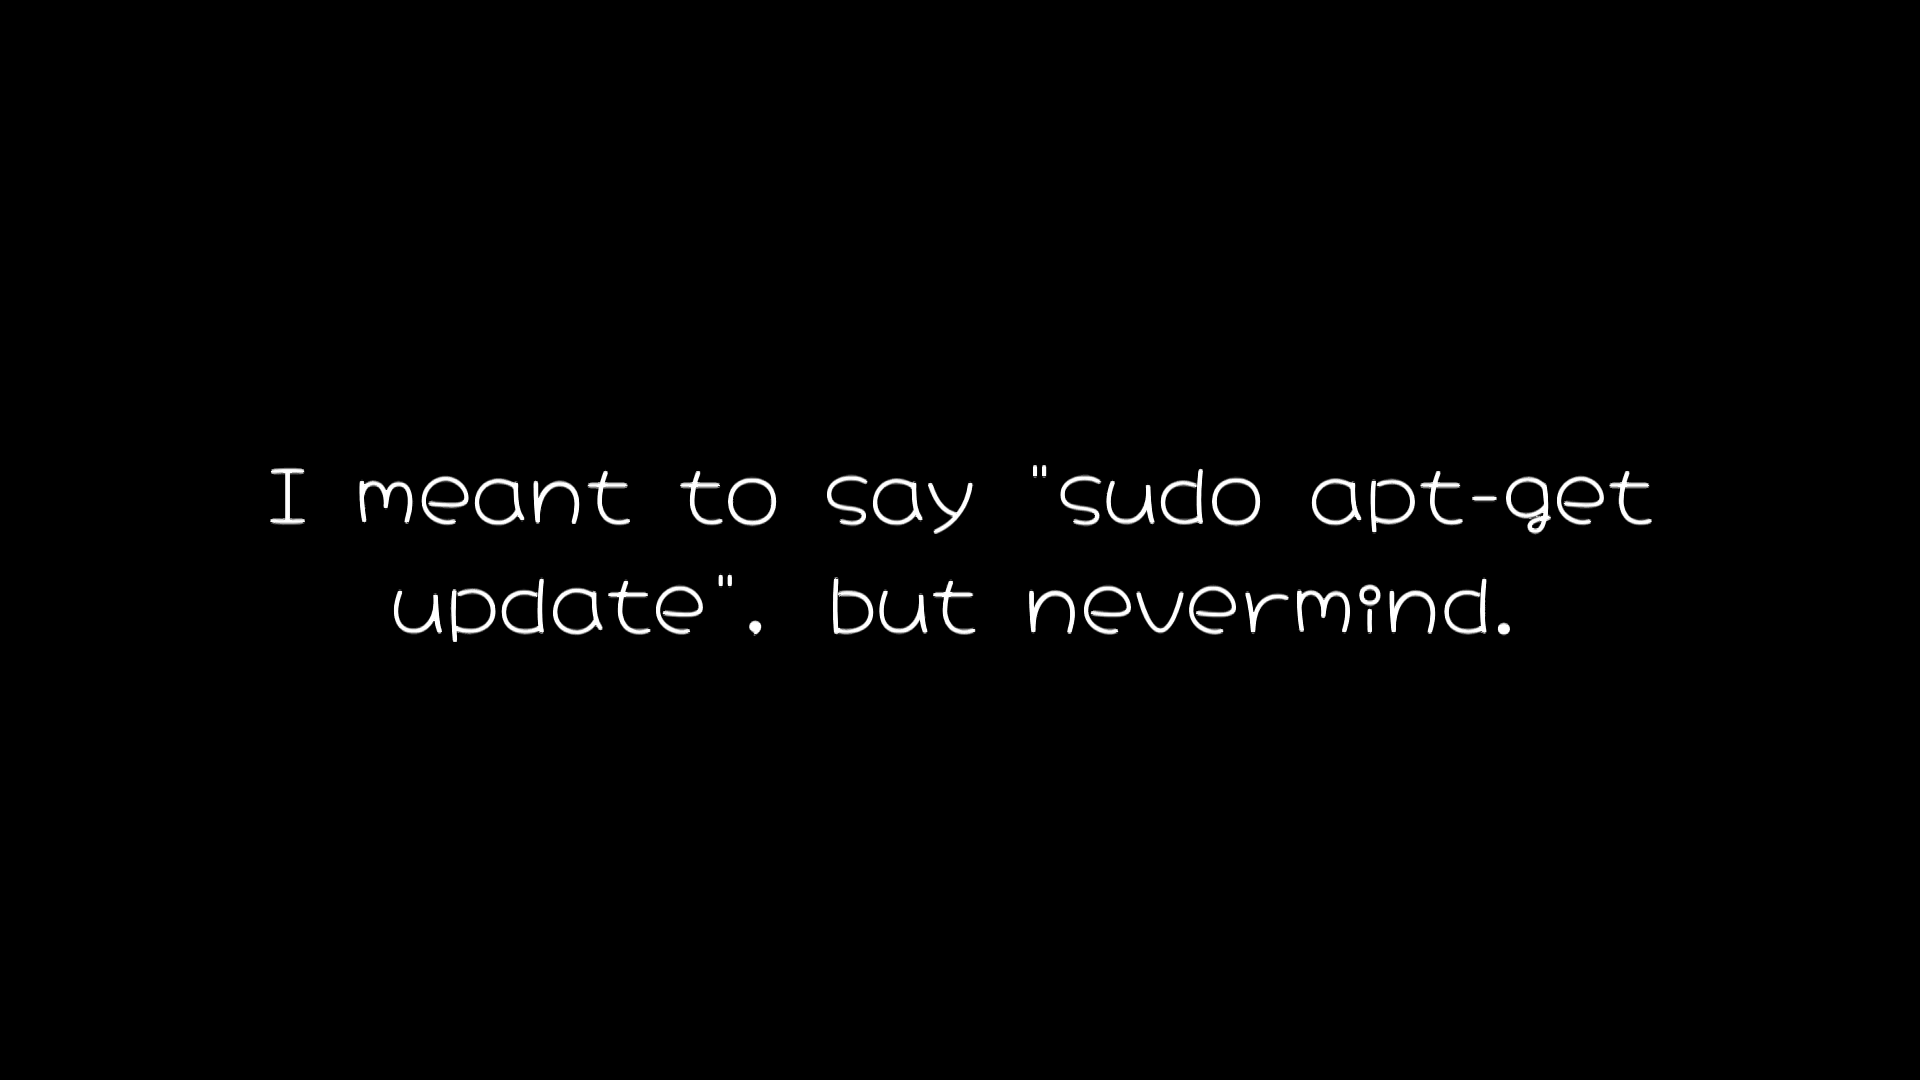 I meant to say "sudo apt-get
update", but nevermind.